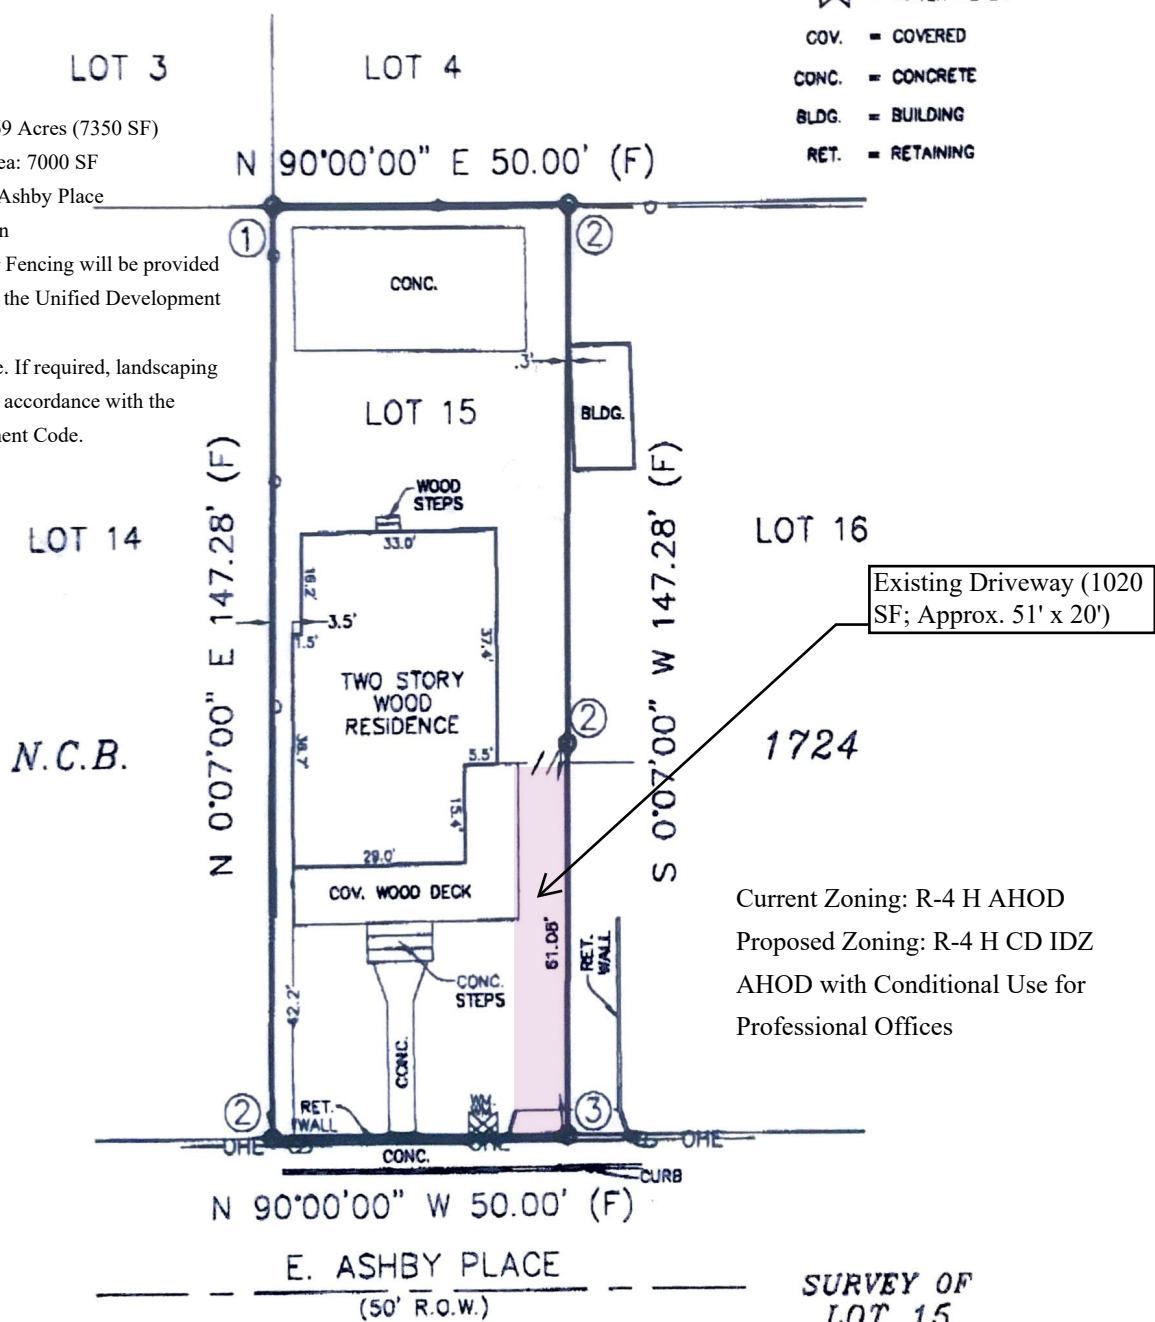 COV. = COVERED
CONC. = CONCRETE
BLDG. = BUILDING
RET. = RETAINING
LOT 3
LOT 4
9 Acres (7350 SF)
ea: 7000 SF
Ashby Place
n
Fencing will be provided
the Unified Development
e. If required, landscaping
accordance with the
ent Code.
N 90°00'00" E 50.00' (F)
1
2
CONC.
.3'
BLDG.
LOT 15
WOOD
STEPS
33.0'
LOT 14
N 0°07'00" E 147.28' (F)
S 0°07'00" W 147.28' (F)
LOT 16
Existing Driveway (1020
SF; Approx. 51' x 20')
3.5'
1.5'
37.4'
TWO STORY
WOOD
RESIDENCE
2
N.C.B.
1724
5.5'
15.4'
29.0'
COV. WOOD DECK
61.08'
RET.
WALL
Current Zoning: R-4 H AHOD
Proposed Zoning: R-4 H CD IDZ
AHOD with Conditional Use for
Professional Offices
CONC.
STEPS
42.2'
CONC.
2
RET.
WALL
WM.
3
OHE
OHE
OHE
CONC.
CURB
N 90°00'00" W 50.00' (F)
E. ASHBY PLACE
(50' R.O.W.)
SURVEY OF
LOT 15